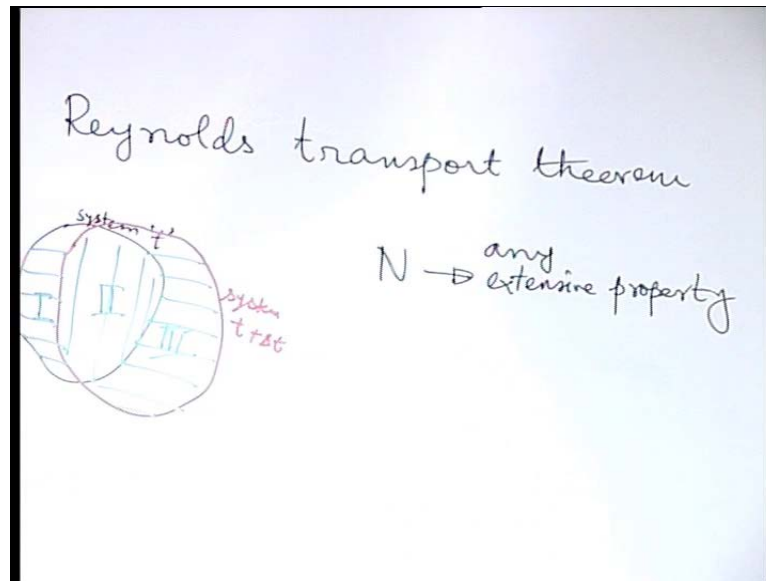 Reynolds transport theorem
system 't'
N → any
extensive property
I
II
III
system
t+Δt